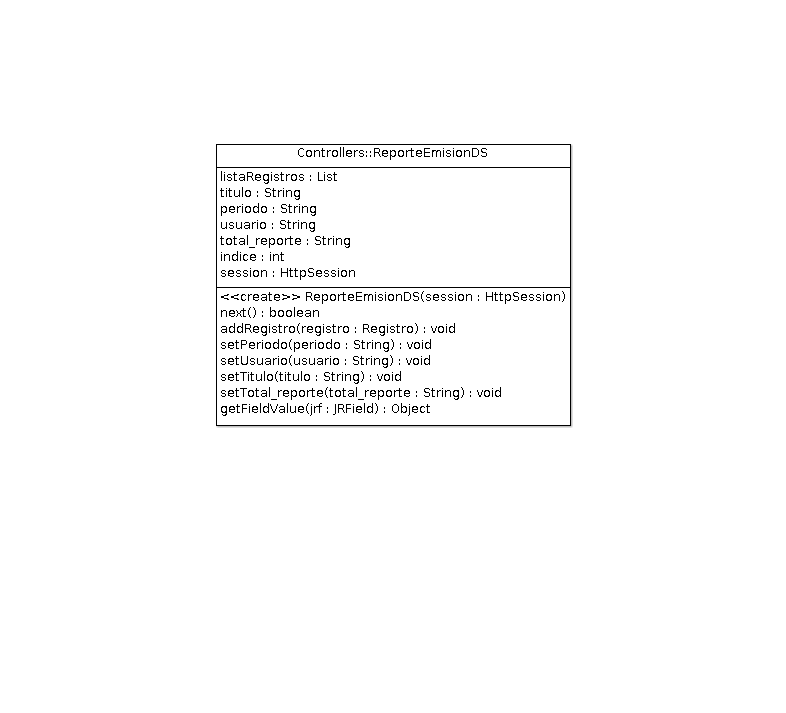 Controllers::ReporteEmisionDS
listaRegistros : List
titulo : String
periodo : String
usuario : String
total_reporte : String
indice : int
session : HttpSession
<<create>> ReporteEmisionDS(session : HttpSession)
next() : boolean
addRegistro(registro : Registro) : void
setPeriodo(periodo : String) : void
setUsuario(usuario : String) : void
setTitulo(titulo : String) : void
setTotal_reporte(total_reporte : String) : void
getFieldValue(jrf : JRField) : Object